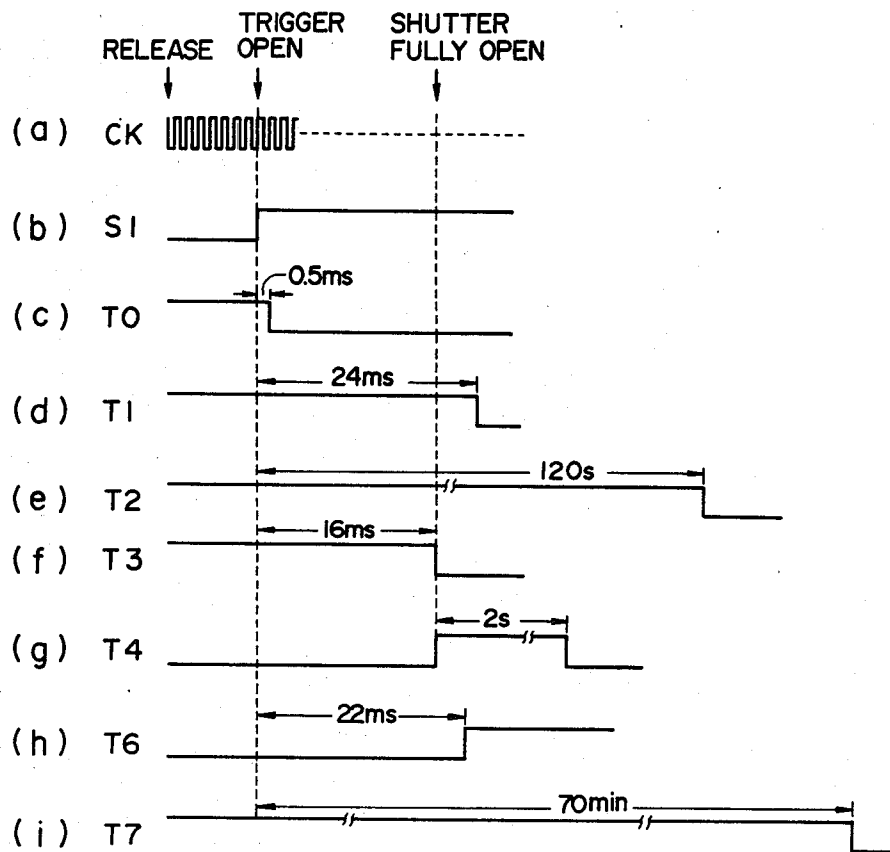 TRIGGER SHUTTER
RELEASE OPEN FULLY OPEN
(a) CK
(b) S1
0.5ms
(c) T0
24ms
(d) T1
120s
(e) T2
16ms
(f) T3
2s
(g) T4
22ms
(h) T6
70min
(i) T7